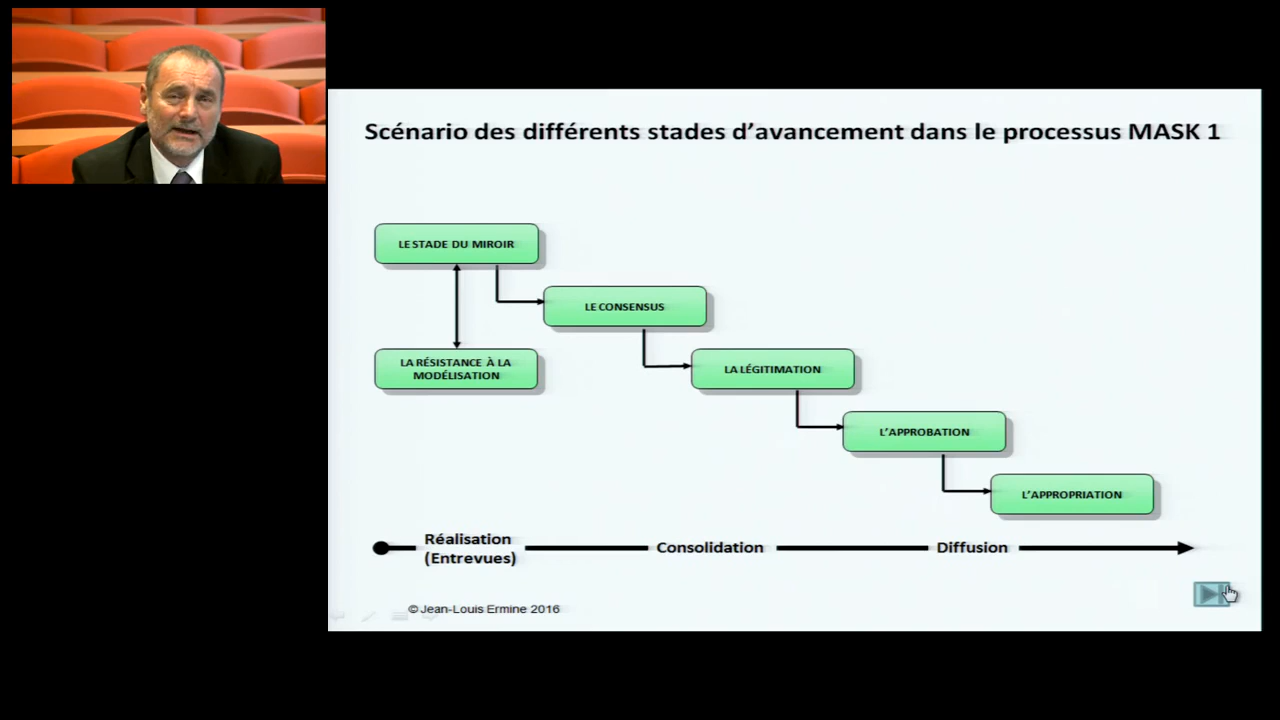 Scénario des différents stades d'avancement dans le processus MASK 1
LE STADE DU MIROIR
LE CONSENSUS
LA RÉSISTANCE À LA
MODÉLISATION
LA LÉGITIMATION
L'APPROBATION
L'APPROPRIATION
Réalisation
(Entrevues)
Consolidation
Diffusion
© Jean-Louis Ermine 2016